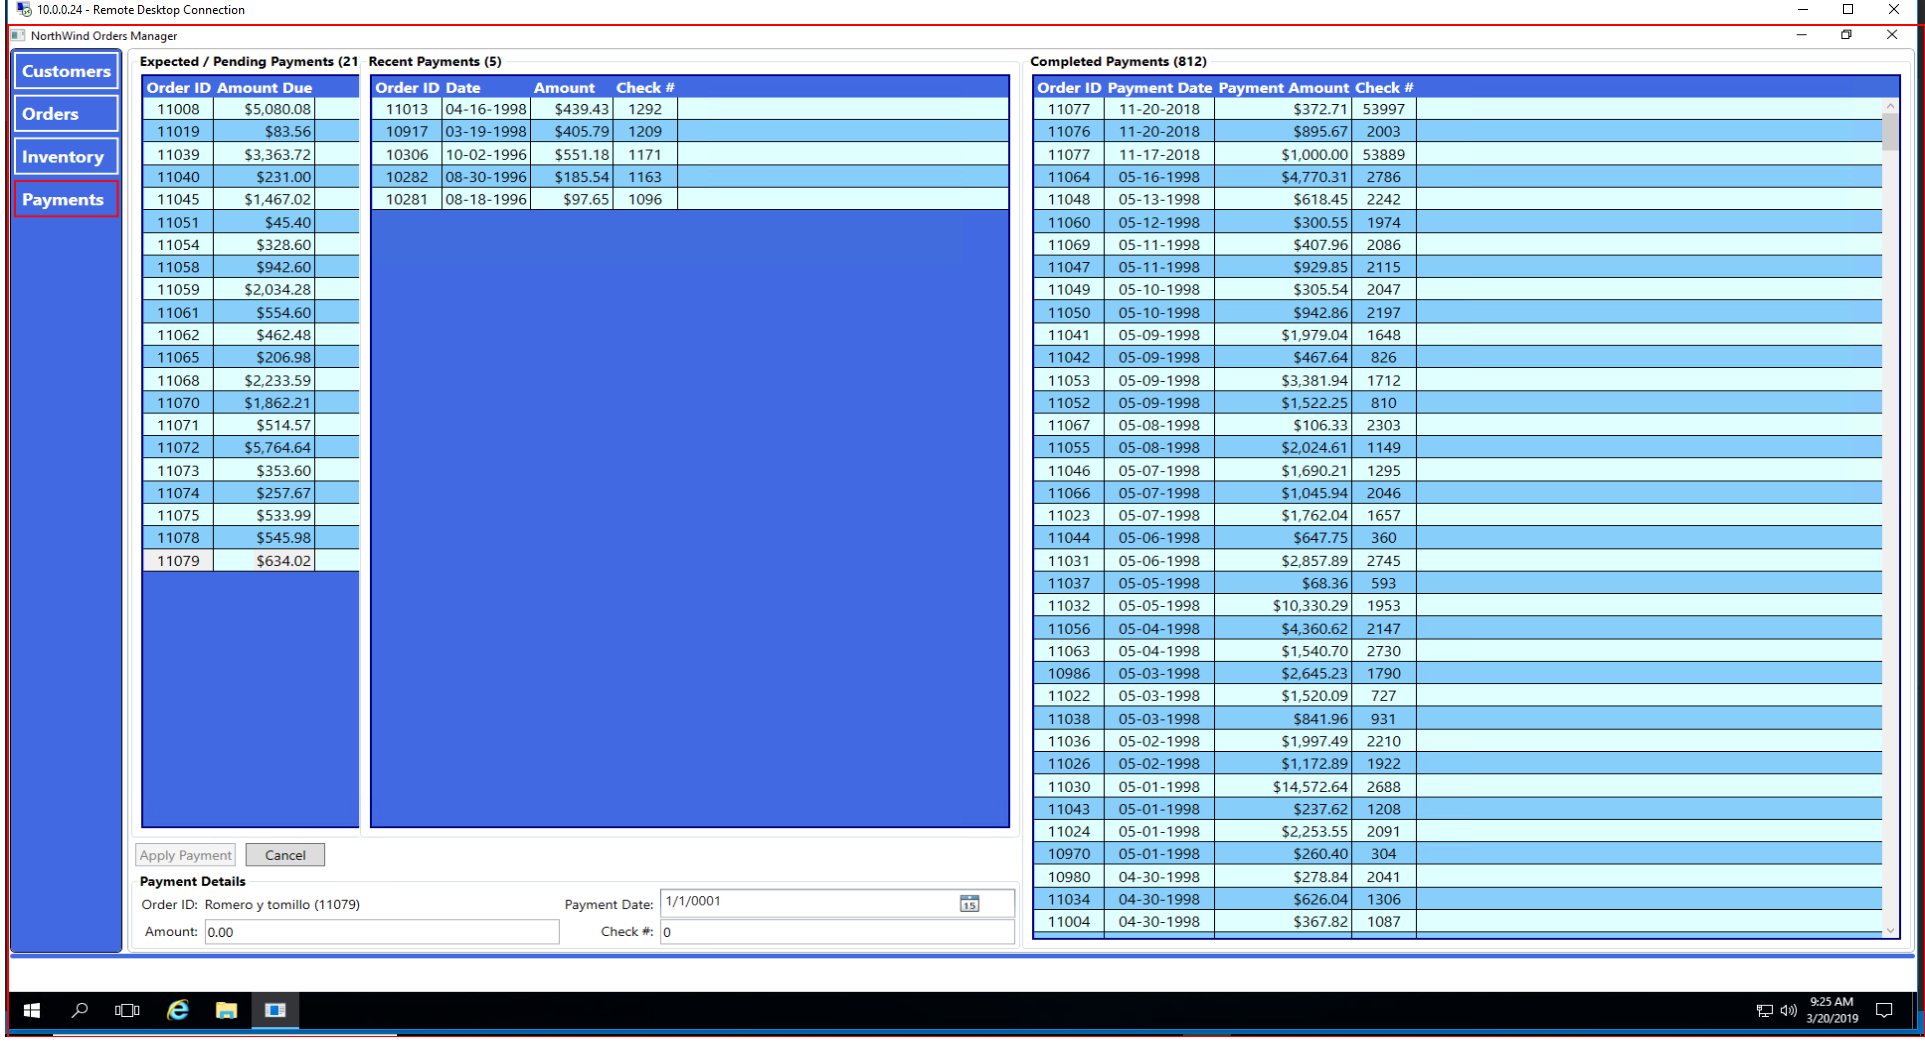 10.0.0.24 - Remote Desktop Connection
NorthWind Orders Manager
Customers
Orders
Inventory
Payments
Expected / Pending Payments (21
Order ID Amount Due
11008 $5,080.08
11019 $83.56
11039 $3,363.72
11040 $231.00
11045 $1,467.02
11051 $45.40
11054 $328.60
11058 $942.60
11059 $2,034.28
11061 $554.60
11062 $462.48
11065 $206.98
11068 $2,233.59
11070 $1,862.21
11071 $514.57
11072 $5,764.64
11073 $353.60
11074 $257.67
11075 $533.99
11078 $545.98
11079 $634.02
Recent Payments (5)
Order ID Date Amount Check #
11013 04-16-1998 $439.43 1292
10917 03-19-1998 $405.79 1209
10306 10-02-1996 $551.18 1171
10282 08-30-1996 $185.54 1163
10281 08-18-1996 $97.65 1096
Apply Payment Cancel
Payment Details
Order ID: Romero y tomillo (11079) Payment Date: 1/1/0001 15
Amount: 0.00 Check #: 0
Completed Payments (812)
Order ID Payment Date Payment Amount Check #
11077 11-20-2018 $372.71 53997
11076 11-20-2018 $895.67 2003
11077 11-17-2018 $1,000.00 53889
11064 05-16-1998 $4,770.31 2786
11048 05-13-1998 $618.45 2242
11060 05-12-1998 $300.55 1974
11069 05-11-1998 $407.96 2086
11047 05-11-1998 $929.85 2115
11049 05-10-1998 $305.54 2047
11050 05-10-1998 $942.86 2197
11041 05-09-1998 $1,979.04 1648
11042 05-09-1998 $467.64 826
11053 05-09-1998 $3,381.94 1712
11052 05-09-1998 $1,522.25 810
11067 05-08-1998 $106.33 2303
11055 05-08-1998 $2,024.61 1149
11046 05-07-1998 $1,690.21 1295
11066 05-07-1998 $1,045.94 2046
11023 05-07-1998 $1,762.04 1657
11044 05-06-1998 $647.75 360
11031 05-06-1998 $2,857.89 2745
11037 05-05-1998 $68.36 593
11032 05-05-1998 $10,330.29 1953
11056 05-04-1998 $4,360.62 2147
11063 05-04-1998 $1,540.70 2730
10986 05-03-1998 $2,645.23 1790
11022 05-03-1998 $1,520.09 727
11038 05-03-1998 $841.96 931
11036 05-02-1998 $1,997.49 2210
11026 05-02-1998 $1,172.89 1922
11030 05-01-1998 $14,572.64 2688
11043 05-01-1998 $237.62 1208
11024 05-01-1998 $2,253.55 2091
10970 05-01-1998 $260.40 304
10980 04-30-1998 $278.84 2041
11034 04-30-1998 $626.04 1306
11004 04-30-1998 $367.82 1087
9:25 AM
3/20/2019